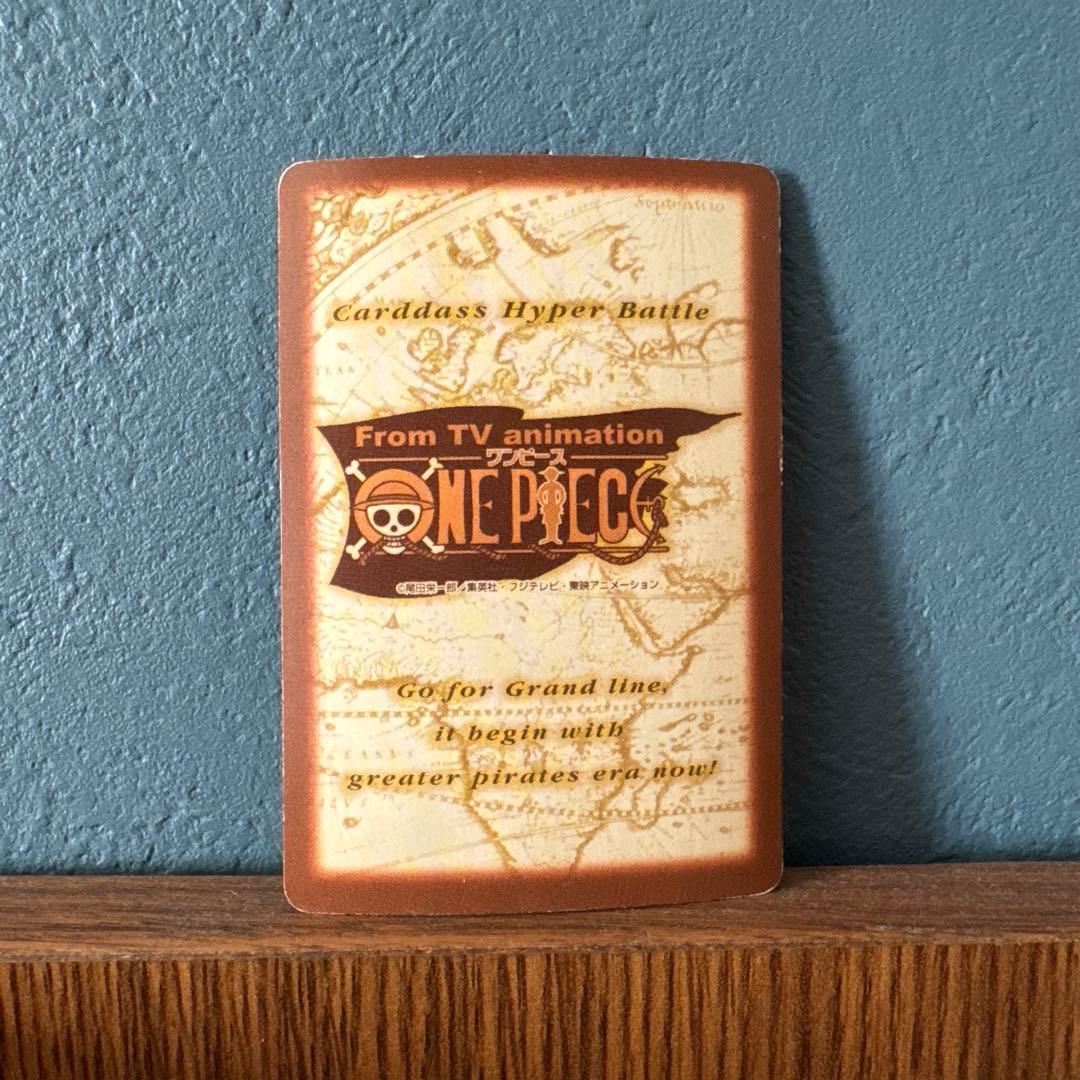 Carddass Hyper Battle
From TV animation
ワンピース
ONE PIECE
©尾田栄一郎/集英社・フジテレビ・東映アニメーション
Go for Grand line,
it begin with
greater pirates era now!